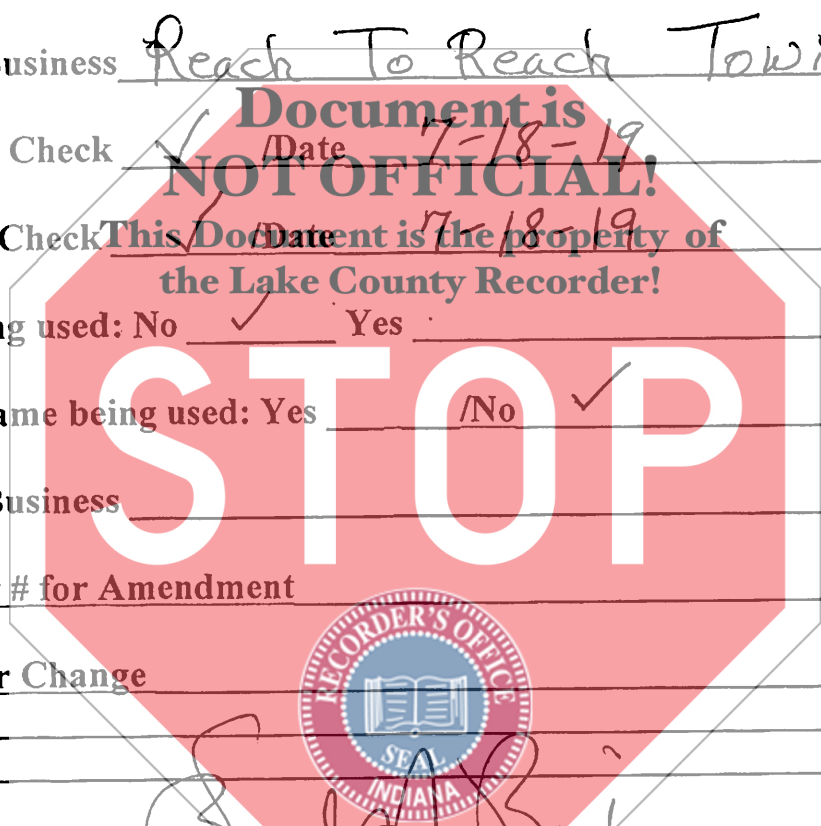 usiness Reach To Reach Towi
Document is
Check ✓ /Date 7-18-19
NOT OFFICIAL!
Check ✓ /Date 7-18-19
This Document is the property of
the Lake County Recorder!
g used: No ✓ Yes
STOP
ame being used: Yes /No ✓
Business
# for Amendment
r Change
RECORDER'S OFFICE
SEAL
INDIANA